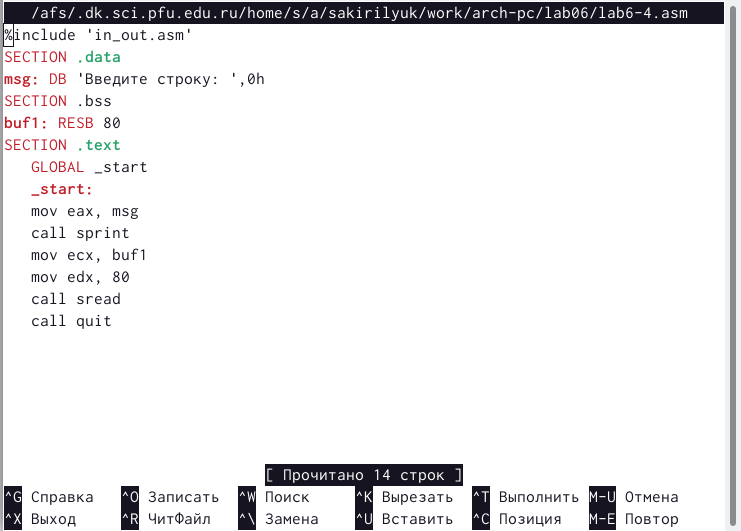 /afs/.dk.sci.pfu.edu.ru/home/s/a/sakirilyuk/work/arch-pc/lab06/lab6-4.asm
%include 'in_out.asm'
SECTION .data
msg: DB 'Введите строку: ',0h
SECTION .bss
buf1: RESB 80
SECTION .text
GLOBAL _start
_start:
mov eax, msg
call sprint
mov ecx, buf1
mov edx, 80
call sread
call quit
[ Прочитано 14 строк ]
^G Справка ^O Записать ^W Поиск ^K Вырезать ^T Выполнить M-U Отмена
^X Выход ^R ЧитФайл ^\ Замена ^U Вставить ^C Позиция M-E Повтор